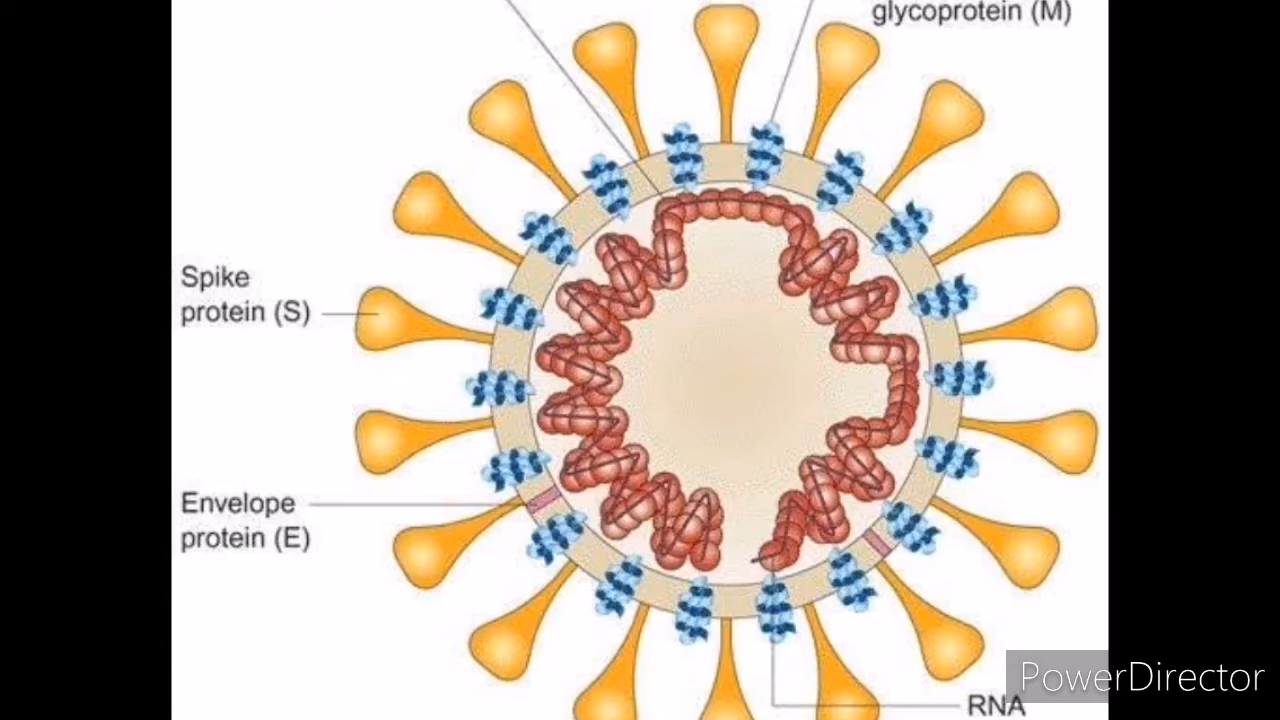 glycoprotein (M)
Spike
protein (S)
Envelope
protein (E)
PowerDirector
RNA